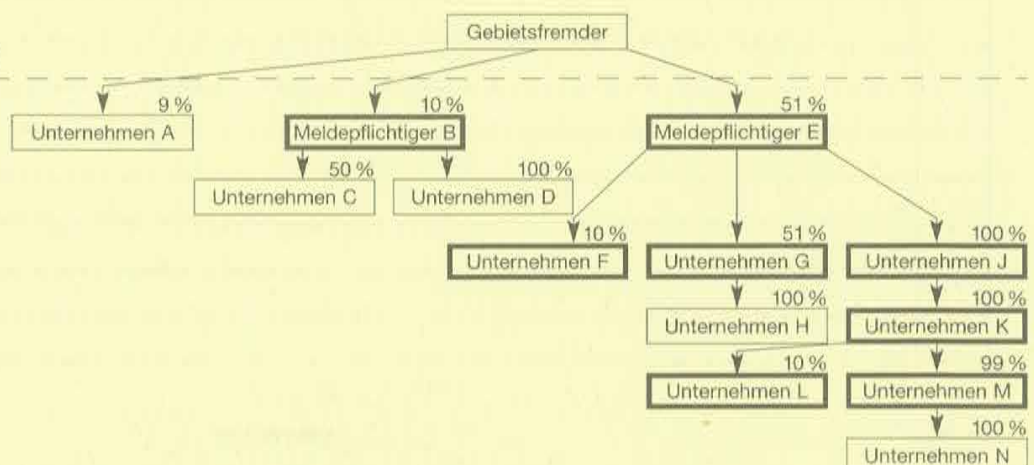 Gebietsfremder
9 %
10 %
51 %
Unternehmen A
Meldepflichtiger B
Meldepflichtiger E
50 %
100 %
Unternehmen C
Unternehmen D
10 %
51 %
100 %
Unternehmen F
Unternehmen G
Unternehmen J
100 %
100 %
Unternehmen H
Unternehmen K
10 %
99 %
Unternehmen L
Unternehmen M
100 %
Unternehmen N